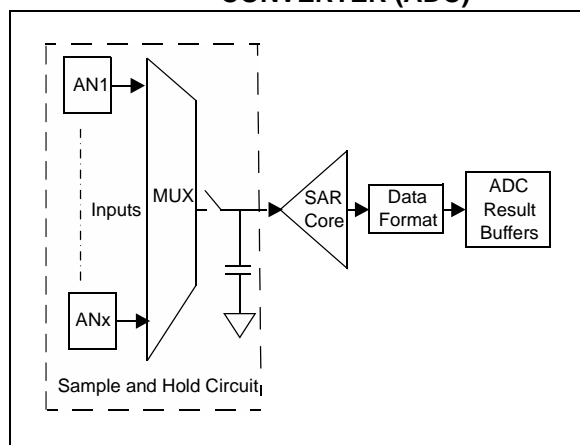 CONVERTER (ADC)
AN1
Inputs
MUX
ANx
Sample and Hold Circuit
SAR
Core
Data
Format
ADC
Result
Buffers